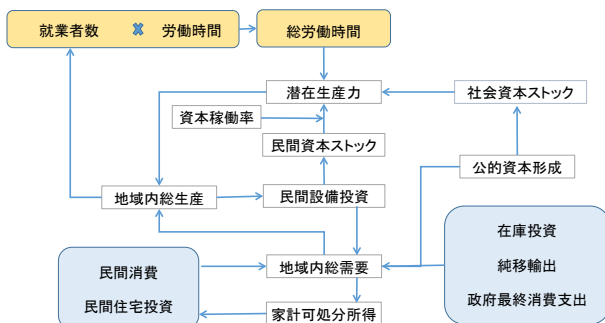 就業者数 × 労働時間
総労働時間
潜在生産力
社会資本ストック
資本稼働率
民間資本ストック
公的資本形成
地域内総生産
民間設備投資
在庫投資
純移輸出
政府最終消費支出
民間消費
民間住宅投資
地域内総需要
家計可処分所得